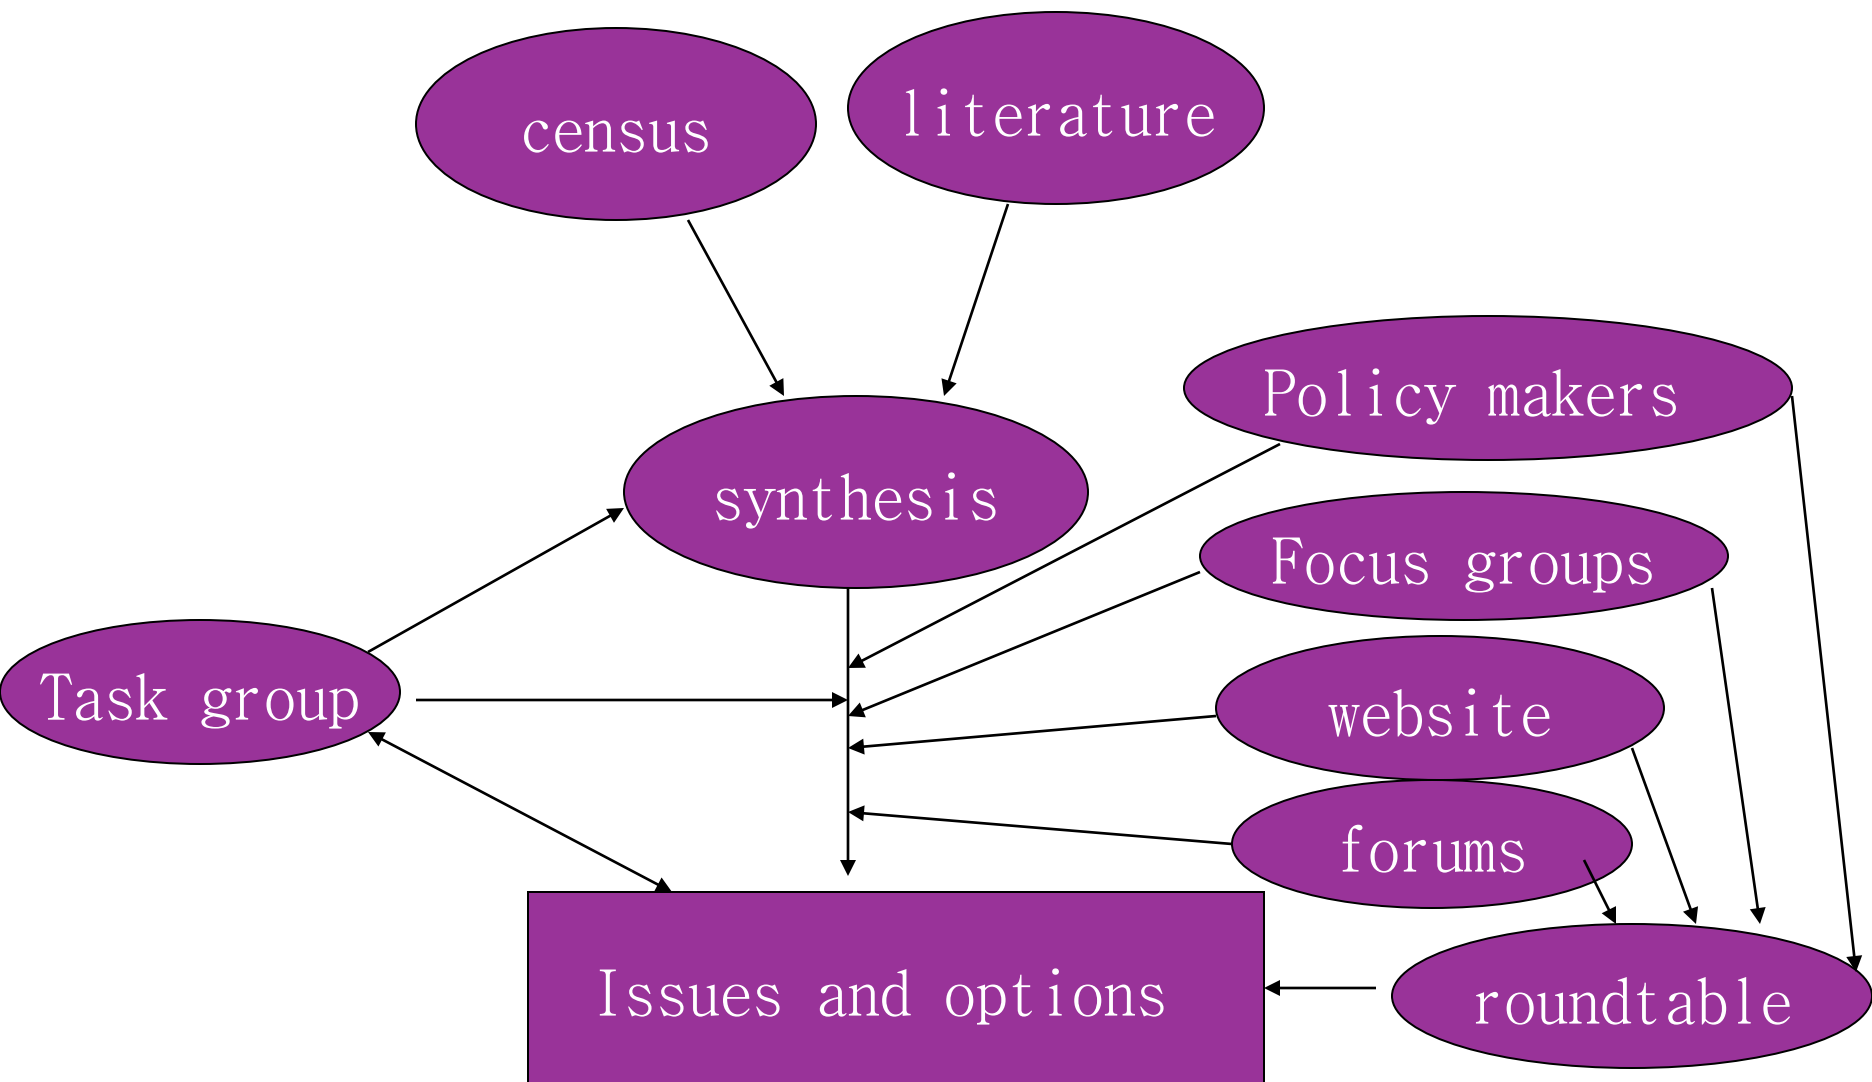 census
literature
Policy makers
synthesis
Focus groups
Task group
website
forums
Issues and options
roundtable